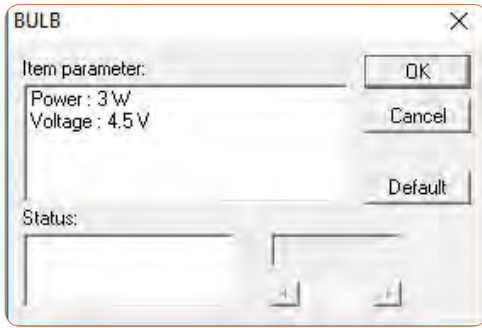 BULB
Item parameter:
OK
Power : 3 W
Voltage : 4.5 V
Cancel
Default
Status: